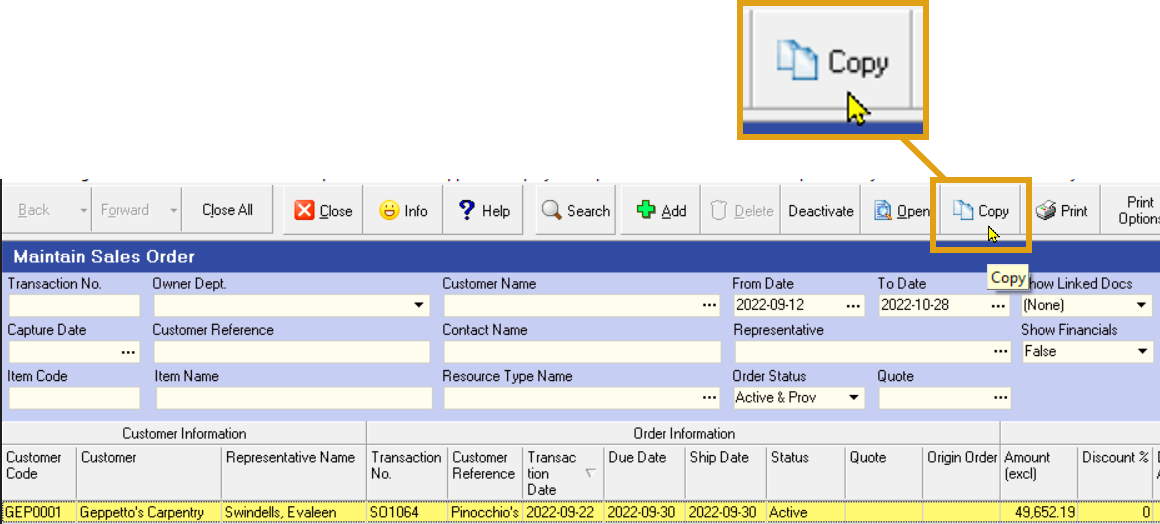 Copy
Back Forward Close All Close Info Help Search Add Delete Deactivate Open Copy Print Print Options
Maintain Sales Order
Copy
Transaction No. Owner Dept. Customer Name From Date To Date how Linked Docs
2022-09-12 ... 2022-10-28 ... (None)
Capture Date Customer Reference Contact Name Representative Show Financials
False
Item Code Item Name Resource Type Name Order Status Quote
Active & Prov
Customer Information Order Information
Customer Code Customer Representative Name Transaction No. Customer Reference Transac tion Date Due Date Ship Date Status Quote Origin Order Amount (excl) Discount %
GEP0001 Geppetto's Carpentry Swindells, Evaleen SO1064 Pinocchio's 2022-09-22 2022-09-30 2022-09-30 Active 49,652.19 0